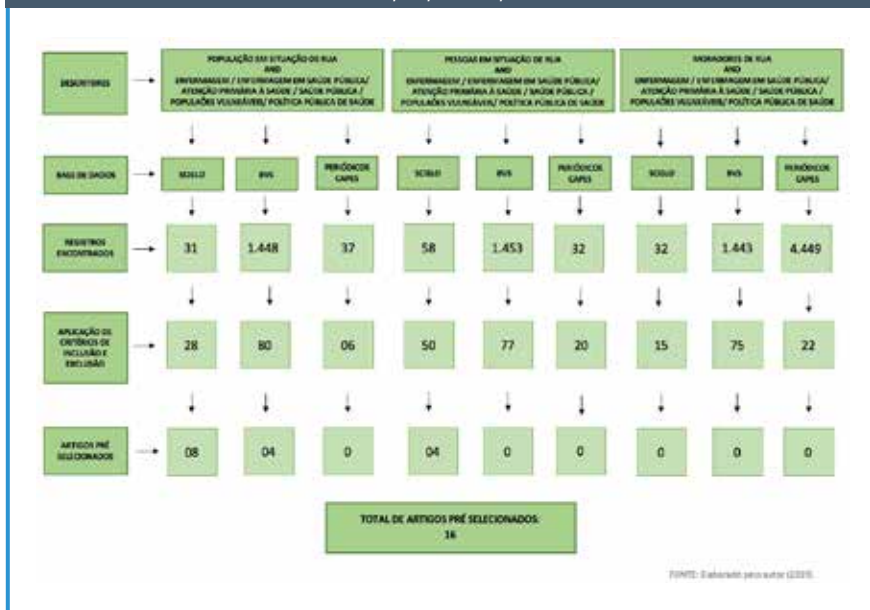 DESCRITORES
POPULAÇÃO EM SITUAÇÃO DE RUA
AND
ENFERMAGEM / ENFERMAGEM EM SAÚDE PÚBLICA/
ATENÇÃO PRIMÁRIA À SAÚDE / SAÚDE PÚBLICA /
POPULAÕES VULNERÁVEIS/ POLÍTICA PÚBLICA DE SAÚDE
PESSOAS EM SITUAÇÃO DE RUA
AND
ENFERMAGEM / ENFERMAGEM EM SAÚDE PÚBLICA/
ATENÇÃO PRIMÁRIA À SAÚDE / SAÚDE PÚBLICA /
POPULAÕES VULNERÁVEIS/ POLÍTICA PÚBLICA DE SAÚDE
MORADORES DE RUA
AND
ENFERMAGEM / ENFERMAGEM EM SAÚDE PÚBLICA/
ATENÇÃO PRIMÁRIA À SAÚDE / SAÚDE PÚBLICA /
POPULAÕES VULNERÁVEIS/ POLÍTICA PÚBLICA DE SAÚDE
BASE DE DADOS
SCIELO
BVS
PERIÓDICOS
CAPES
SCIELO
BVS
PERIÓDICOS
CAPES
SCIELO
BVS
PERIÓDICOS
CAPES
REGISTROS
ENCONTRADOS
31
1.448
37
58
1.453
32
32
1.443
4.449
APLICAÇÃO DE
CRITÉRIOS DE
INCLUSÃO E
EXCLUSÃO
28
80
06
50
77
20
15
75
22
ARTIGOS PRÉ
SELECIONADOS
08
04
0
04
0
0
0
0
0
TOTAL DE ARTIGOS PRÉ SELECIONADOS:
16
FONTE: Elaborado pelo autor